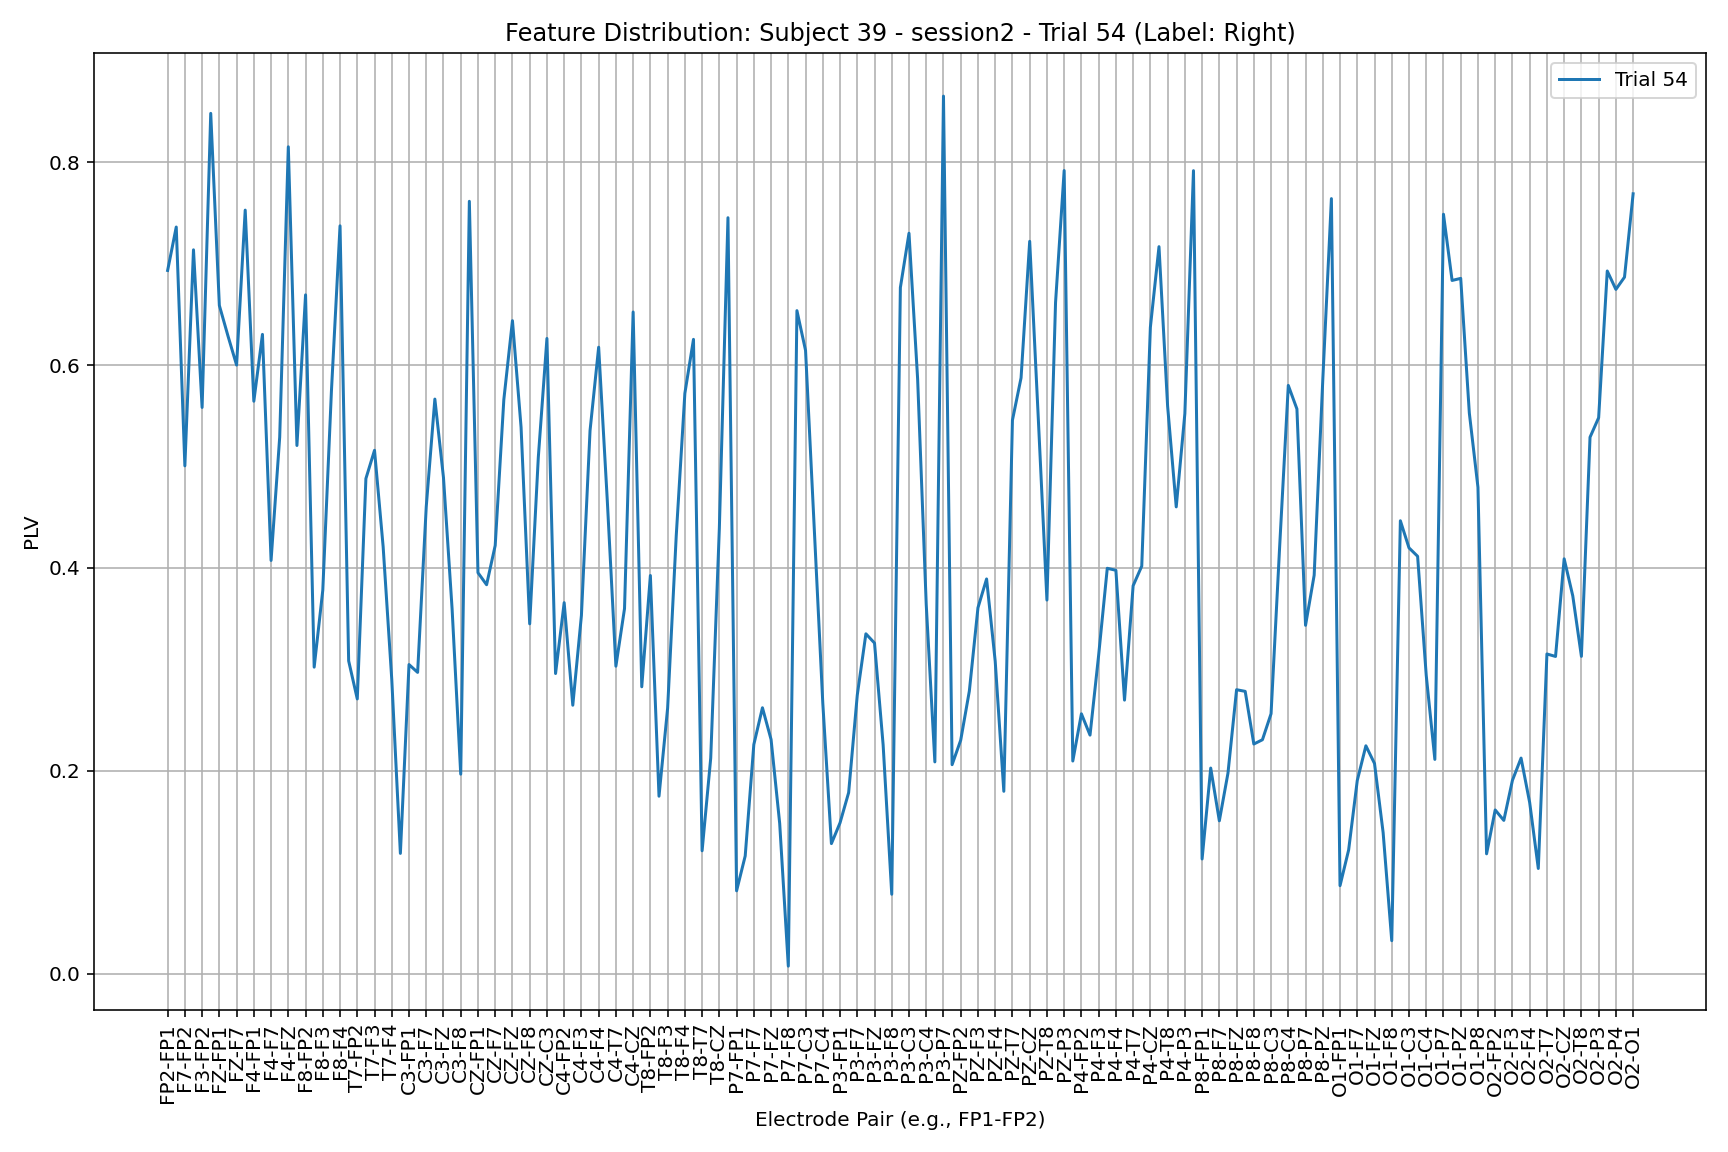 Feature Distribution: Subject 39 - session2 - Trial 54 (Label: Right)
Trial 54
PLV
0.8
0.6
0.4
0.2
0.0
FP2-FP1
F7-FP2
F3-FP2
FZ-FP1
FZ-F7
F4-FP1
F4-F7
F4-FZ
F8-FP2
F8-F3
F8-F4
T7-FP2
T7-F3
T7-F4
C3-FP1
C3-F7
C3-FZ
C3-F8
CZ-FP1
CZ-F7
CZ-FZ
CZ-F8
CZ-C3
C4-FP2
C4-F3
C4-F4
C4-T7
C4-CZ
T8-FP2
T8-F3
T8-F4
T8-T7
T8-CZ
P7-FP1
P7-F7
P7-FZ
P7-F8
P7-C3
P7-C4
P3-FP1
P3-F7
P3-FZ
P3-F8
P3-C3
P3-C4
P3-P7
PZ-FP2
PZ-F3
PZ-F4
PZ-T7
PZ-CZ
PZ-T8
PZ-P3
P4-FP2
P4-F3
P4-F4
P4-T7
P4-CZ
P4-T8
P4-P3
P8-FP1
P8-F7
P8-FZ
P8-F8
P8-C3
P8-C4
P8-P7
P8-PZ
O1-FP1
O1-F7
O1-FZ
O1-F8
O1-C3
O1-C4
O1-P7
O1-PZ
O1-P8
O2-FP2
O2-F3
O2-F4
O2-T7
O2-CZ
O2-T8
O2-P3
O2-P4
O2-O1
Electrode Pair (e.g., FP1-FP2)